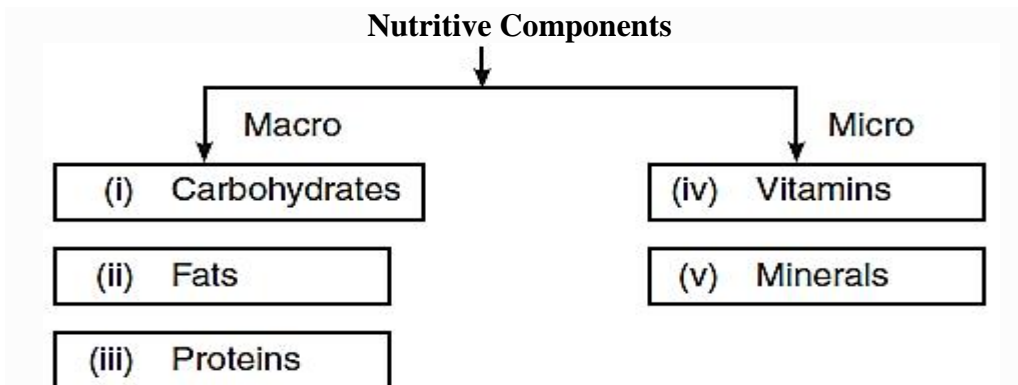 Nutritive Components
Macro
Micro
(i) Carbohydrates
(iv) Vitamins
(ii) Fats
(v) Minerals
(iii) Proteins